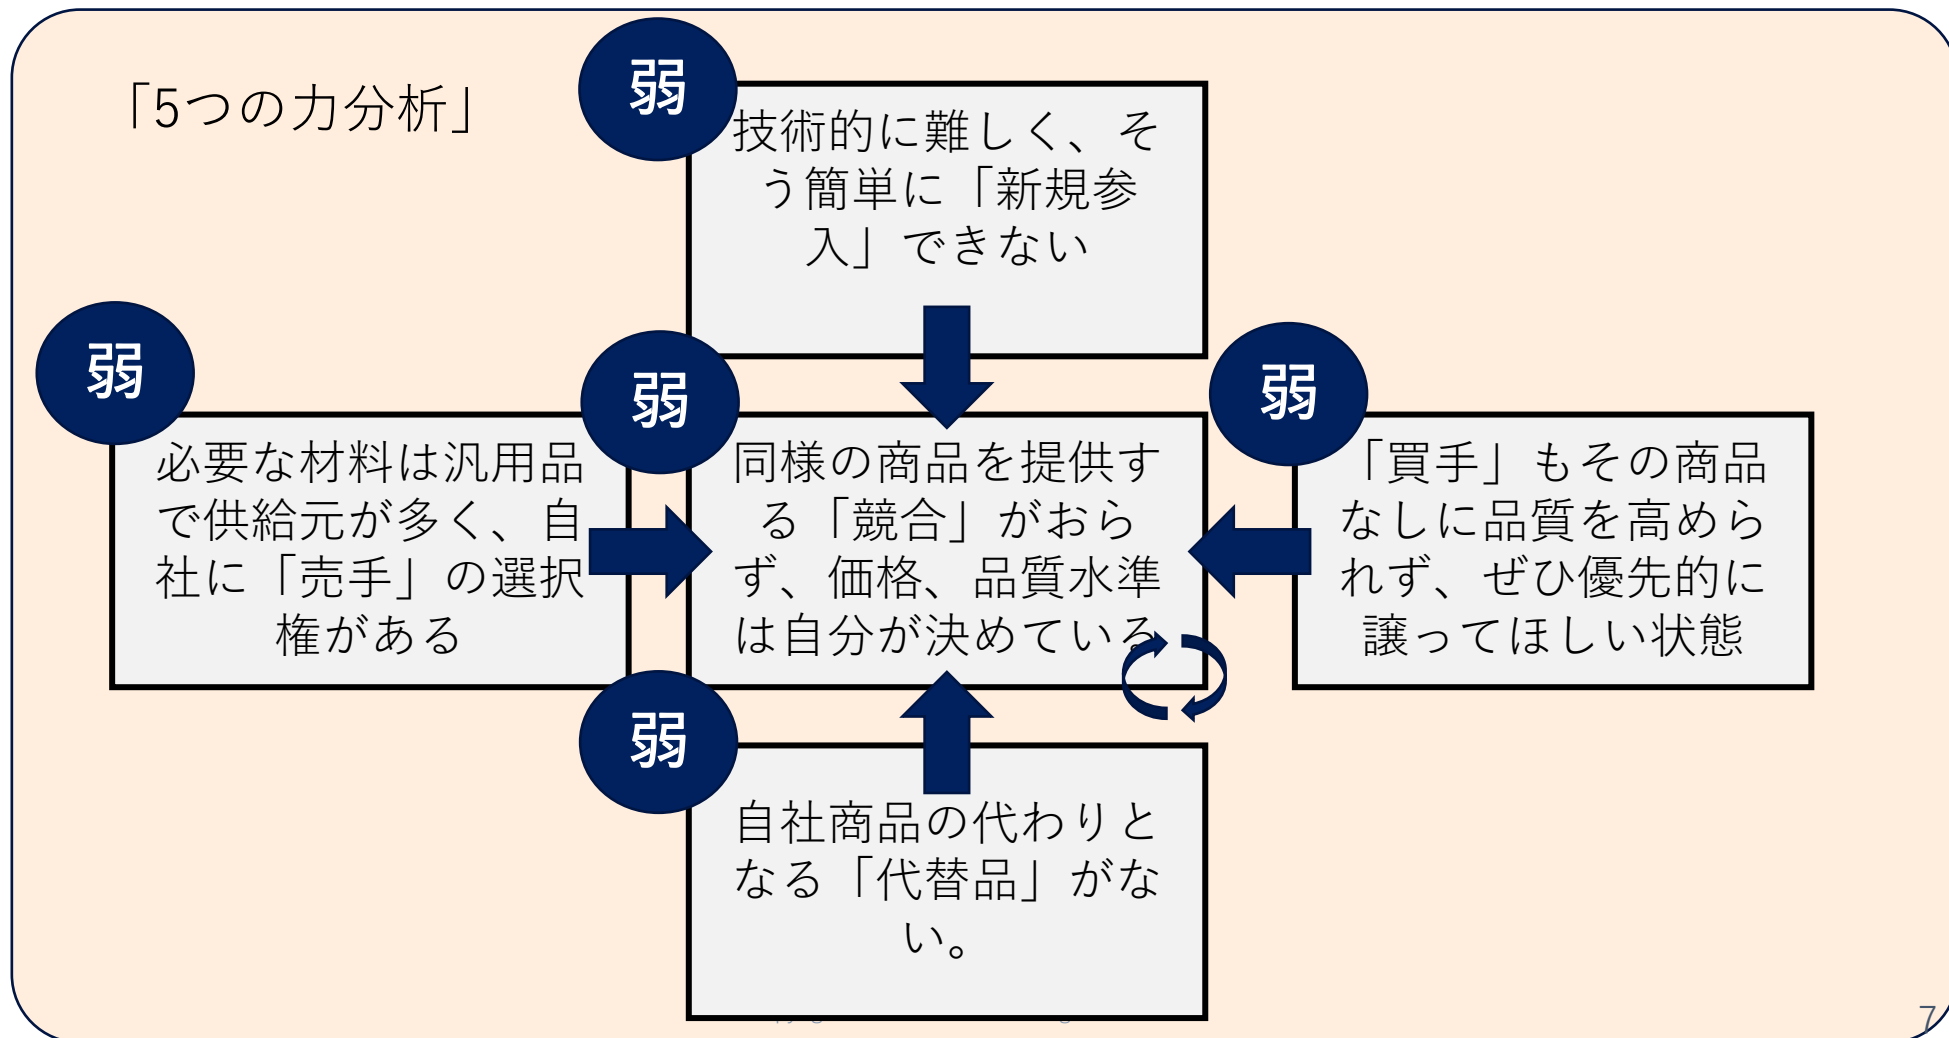 「5つの力分析」
弱
技術的に難しく、そ
う簡単に「新規参
入」できない
弱
必要な材料は汎用品
で供給元が多く、自
社に「売手」の選択
権がある
弱
同様の商品を提供す
る「競合」がおら
ず、価格、品質水準
は自分が決めている。
弱
「買手」もその商品
なしに品質を高めら
れず、ぜひ優先的に
譲ってほしい状態
弱
自社商品の代わりと
なる「代替品」がな
い。
7